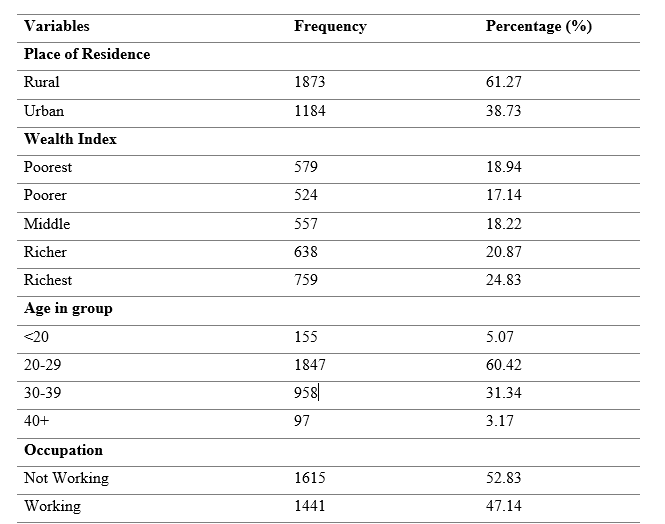 Variables Frequency Percentage (%)
Place of Residence
Rural 1873 61.27
Urban 1184 38.73
Wealth Index
Poorest 579 18.94
Poorer 524 17.14
Middle 557 18.22
Richer 638 20.87
Richest 759 24.83
Age in group
<20 155 5.07
20-29 1847 60.42
30-39 958 31.34
40+ 97 3.17
Occupation
Not Working 1615 52.83
Working 1441 47.14